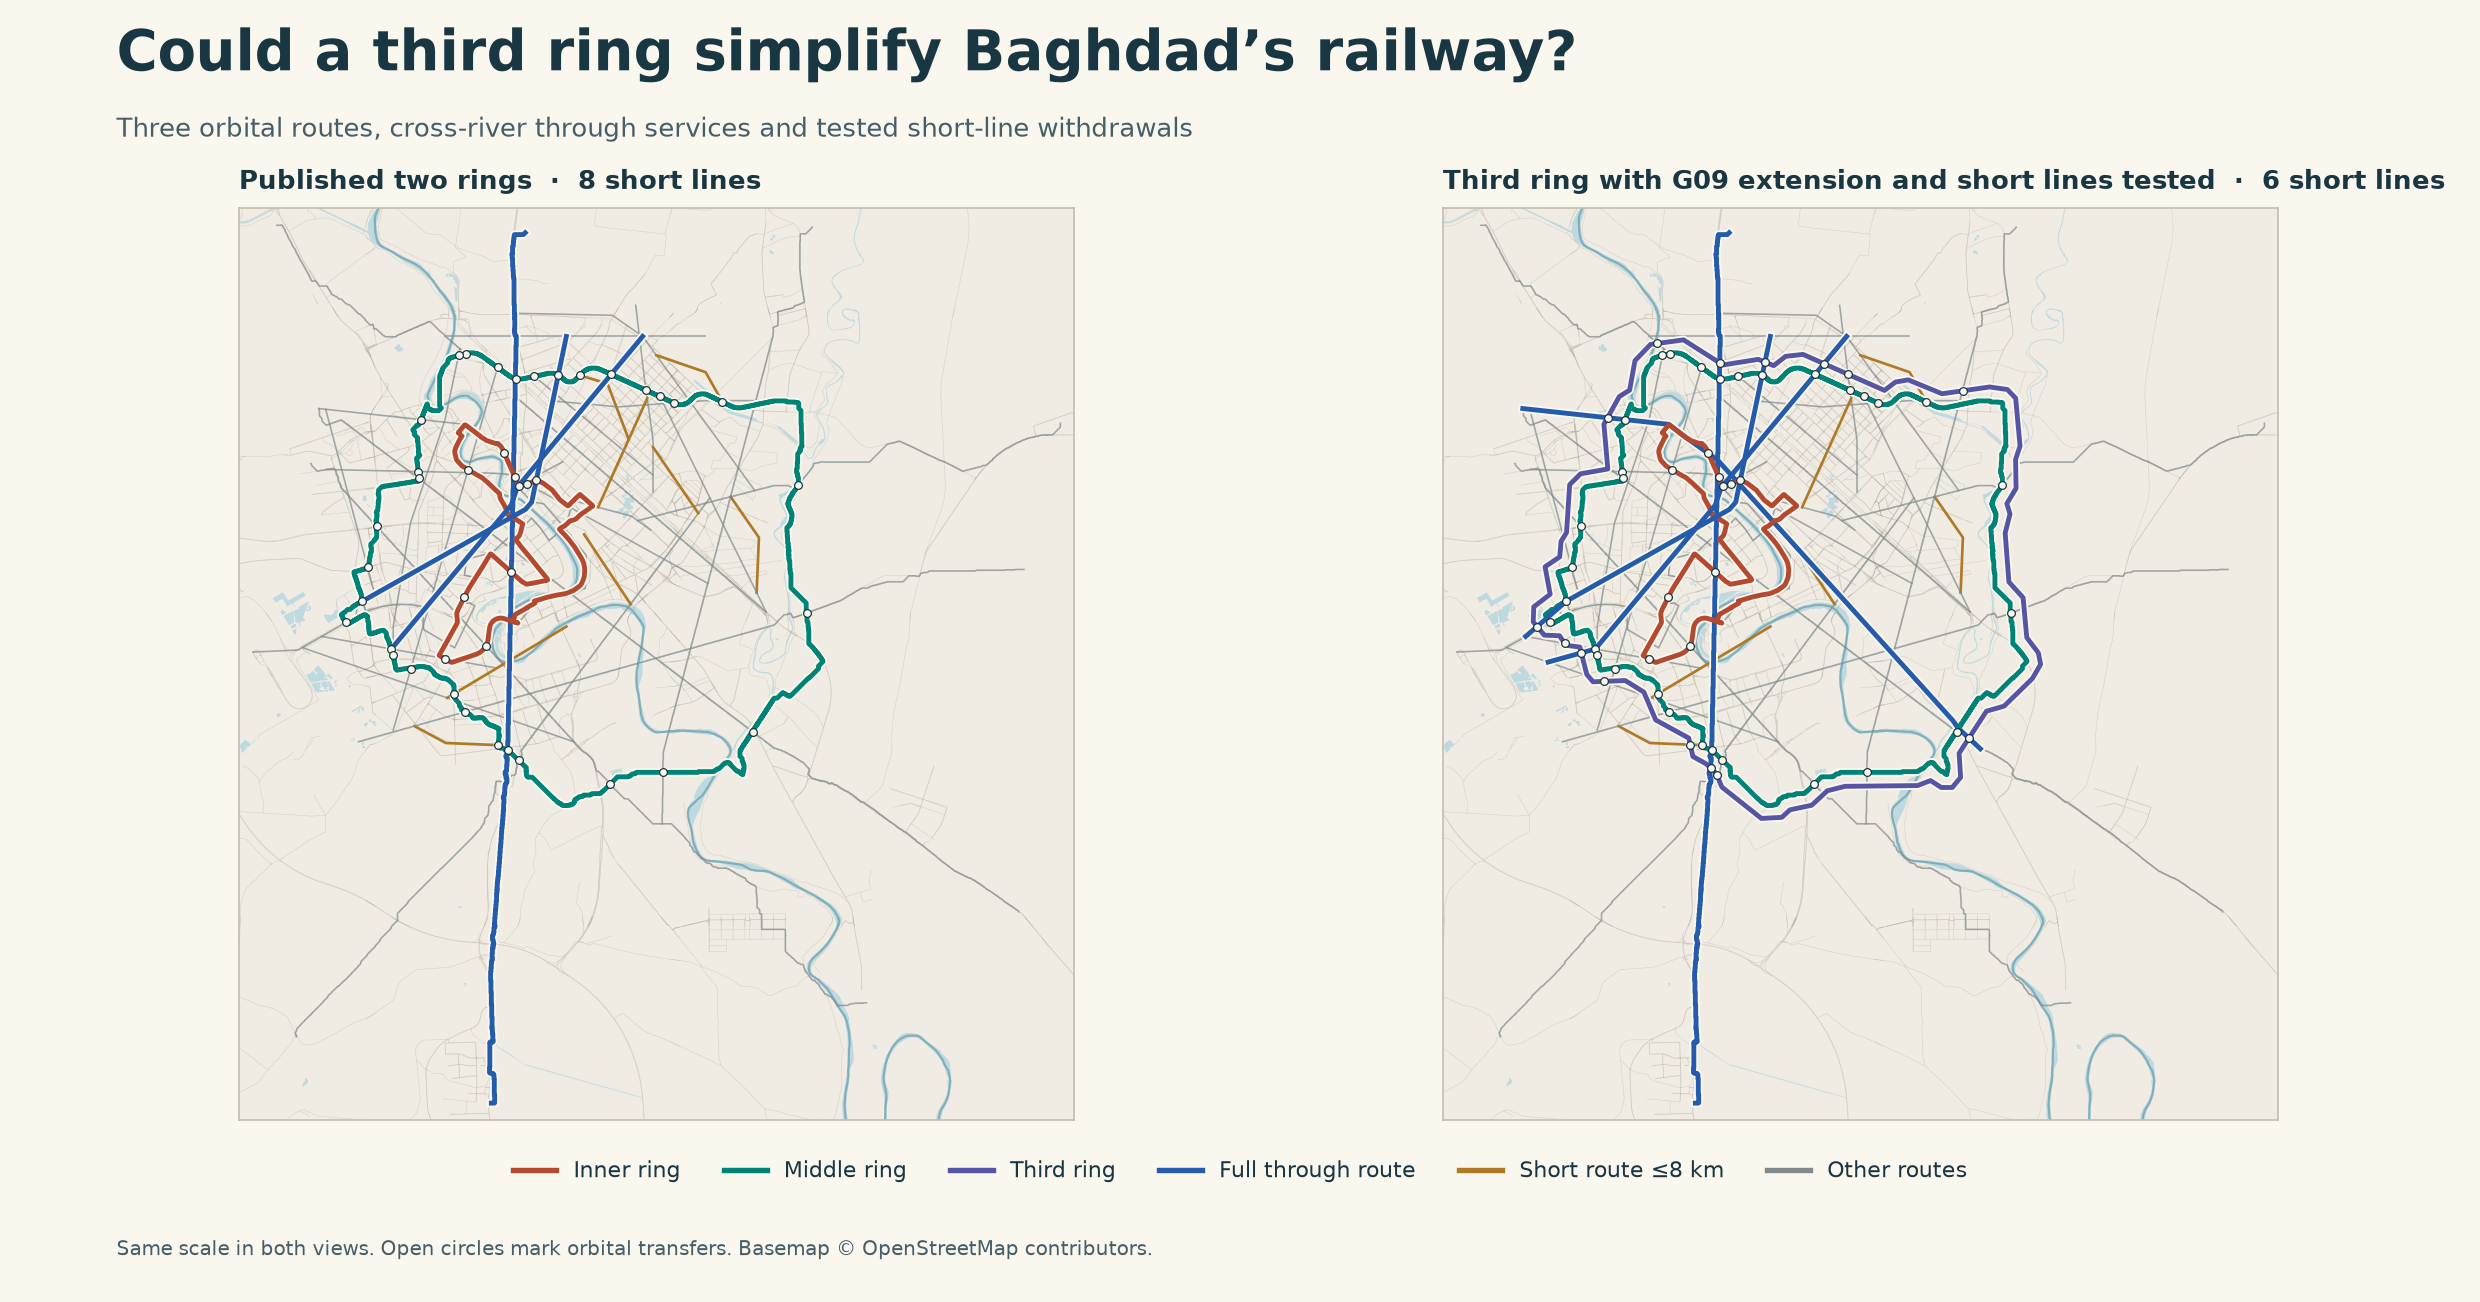 Could a third ring simplify Baghdad’s railway?
Three orbital routes, cross-river through services and tested short-line withdrawals
Published two rings · 8 short lines
Third ring with G09 extension and short lines tested · 6 short lines
Inner ring
Middle ring
Third ring
Full through route
Short route ≤8 km
Other routes
Same scale in both views. Open circles mark orbital transfers. Basemap © OpenStreetMap contributors.